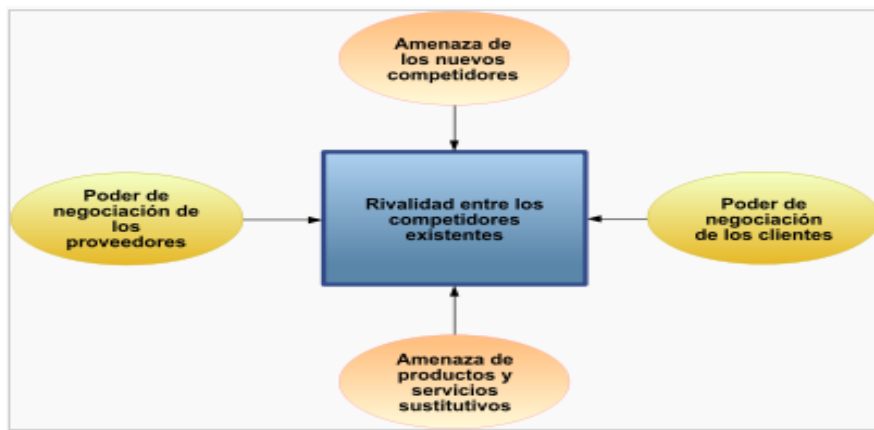 Amenaza de
los nuevos
competidores
Poder de
negociación de
los
proveedores
Rivalidad entre los
competidores
existentes
Poder de
negociación
de los clientes
Amenaza de
productos y
servicios
sustitutivos